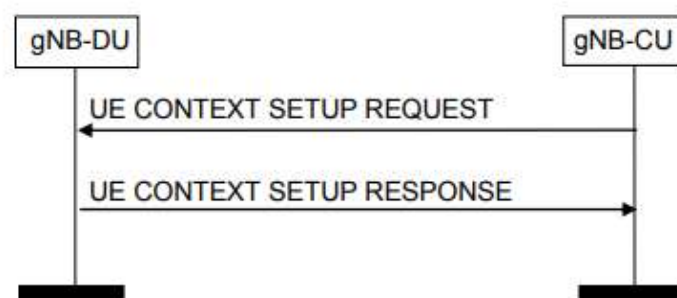 gNB-DU
gNB-CU
UE CONTEXT SETUP REQUEST
UE CONTEXT SETUP RESPONSE